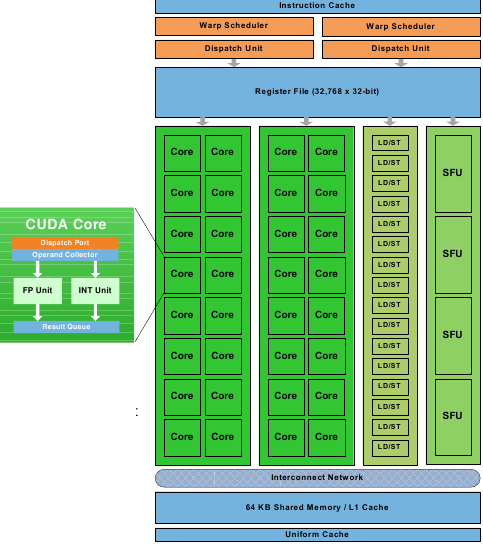 Instruction Cache
Warp Scheduler Warp Scheduler
Dispatch Unit Dispatch Unit
Register File (32,768 x 32-bit)
Core Core Core Core LD/ST
LD/ST
SFU
Core Core Core Core LD/ST
LD/ST
CUDA Core
Dispatch Port
Operand Collector
FP Unit INT Unit
Result Queue
Core Core Core Core LD/ST
LD/ST
SFU
Core Core Core Core LD/ST
LD/ST
Core Core Core Core LD/ST
LD/ST
SFU
Core Core Core Core LD/ST
LD/ST
Core Core Core Core LD/ST
LD/ST
SFU
Core Core Core Core LD/ST
LD/ST
:
Interconnect Network
64 KB Shared Memory / L1 Cache
Uniform Cache